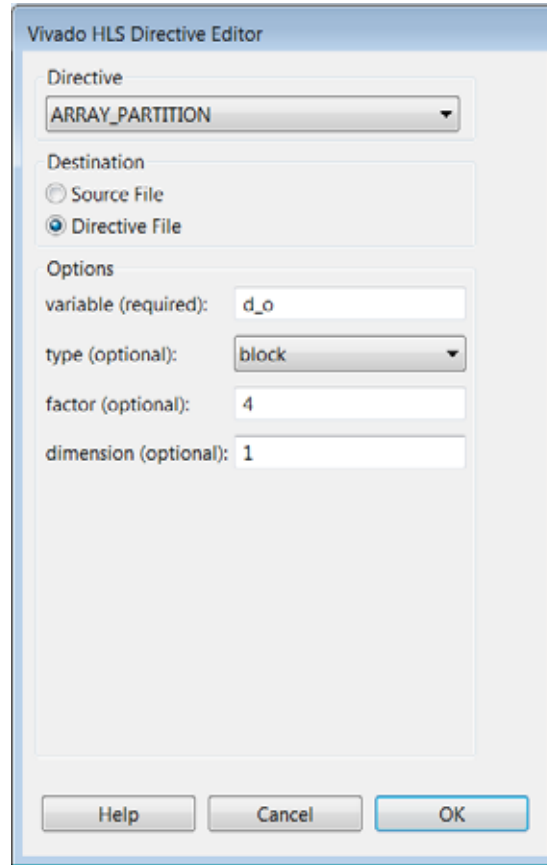 Vivado HLS Directive Editor
Directive
ARRAY_PARTITION
Destination
Source File
Directive File
Options
variable (required): d_o
type (optional): block
factor (optional): 4
dimension (optional): 1
Help Cancel OK